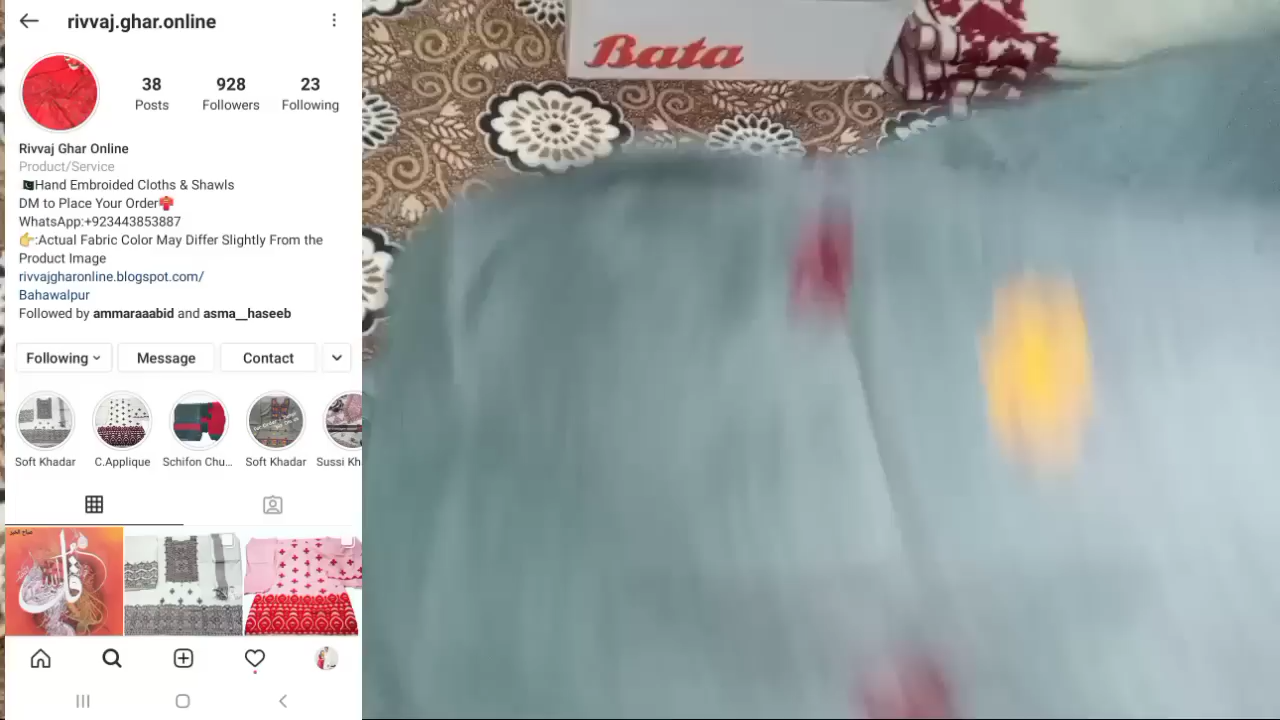 rivvaj.ghar.online
38
Posts
928
Followers
23
Following
Rivvaj Ghar Online
Product/Service
🇵🇰Hand Embroided Cloths & Shawls
DM to Place Your Order🧧
WhatsApp:+923443853887
👉:Actual Fabric Color May Differ Slightly From the
Product Image
rivvajgharonline.blogspot.com/
Bahawalpur
Followed by ammaraaabid and asma__haseeb
Following
Message
Contact
Soft Khadar
C.Applique
Schifon Chu...
Soft Khadar
Sussi Kh
صباح الخير
Bata